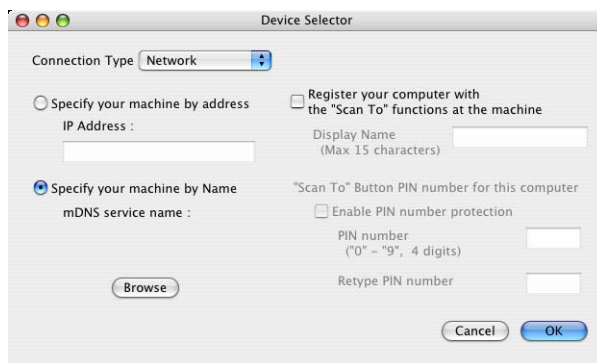 Device Selector
Connection Type Network
Specify your machine by address
IP Address :
Specify your machine by Name
mDNS service name :
Browse
Register your computer with
the "Scan To" functions at the machine
Display Name
(Max 15 characters)
"Scan To" Button PIN number for this computer
Enable PIN number protection
PIN number
("0" – "9", 4 digits)
Retype PIN number
Cancel OK